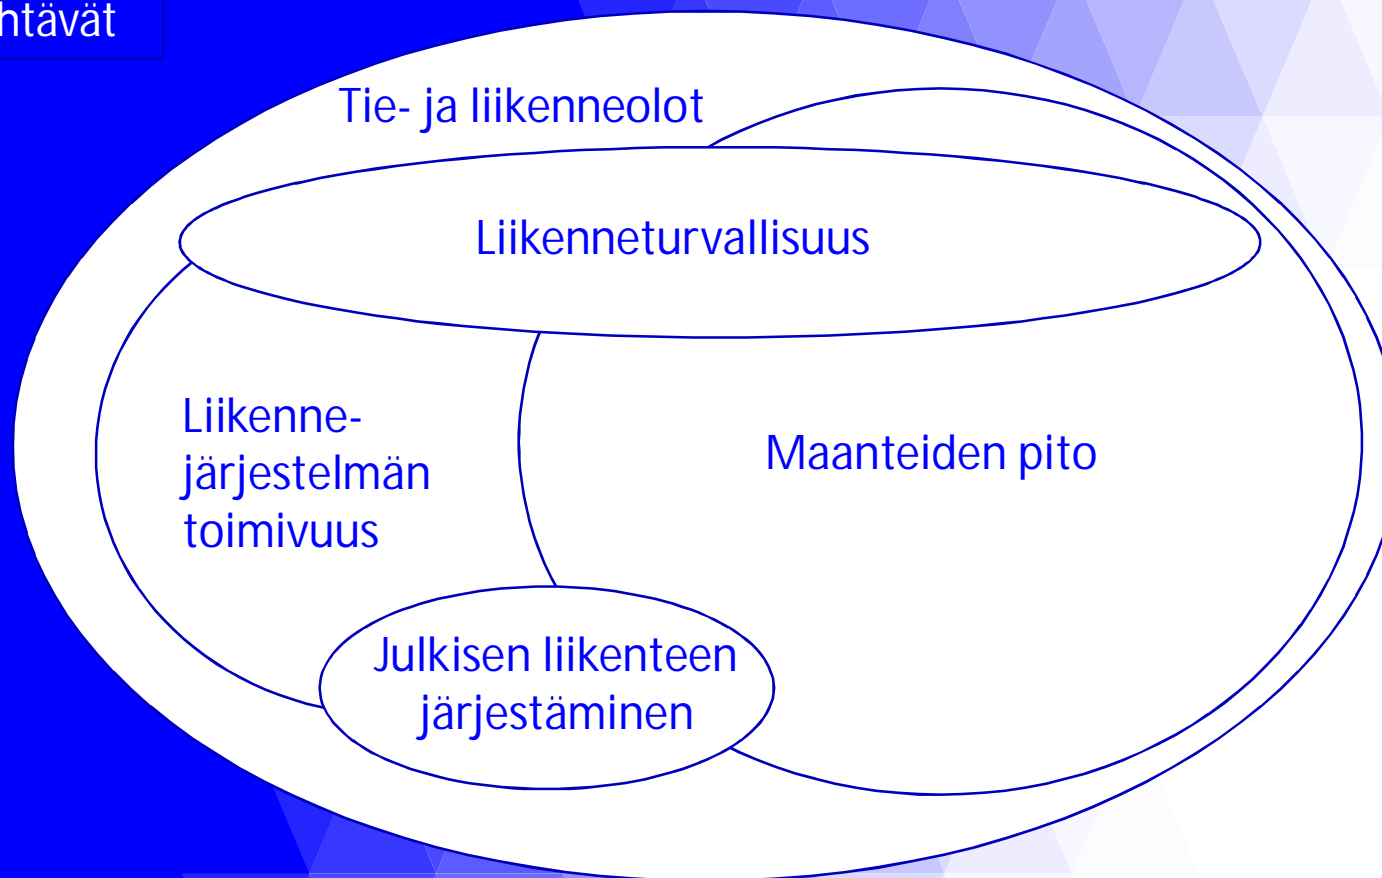 htävät
Tie- ja liikenneolot
Liikenneturvallisuus
Liikenne-
järjestelmän
toimivuus
Maanteiden pito
Julkisen liikenteen
järjestäminen